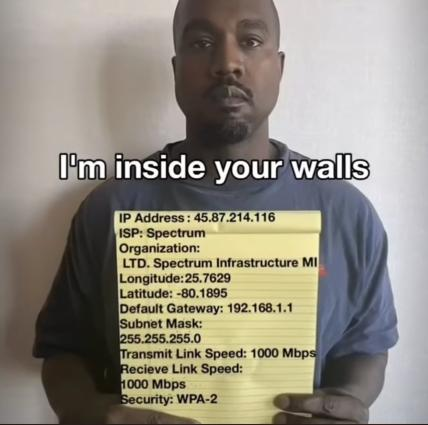 I'm inside your walls
IP Address : 45.87.214.116
ISP: Spectrum
Organization:
LTD. Spectrum Infrastructure MI
Longitude:25.7629
Latitude: -80.1895
Default Gateway: 192.168.1.1
Subnet Mask:
255.255.255.0
Transmit Link Speed: 1000 Mbps
Recieve Link Speed:
1000 Mbps
Security: WPA-2